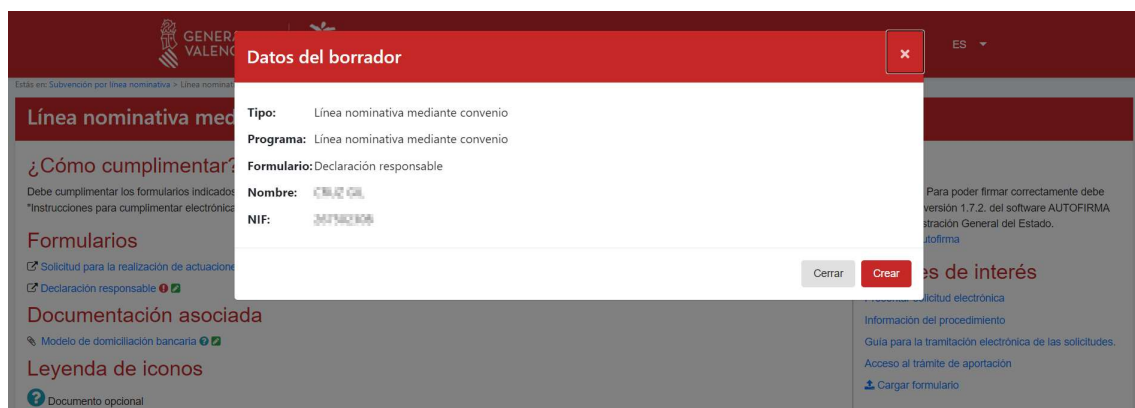 GENER
VALENC
ES
Datos del borrador
×
Estás en: Subvención por línea nominativa > Línea nominat
Línea nominativa med
Tipo: Línea nominativa mediante convenio
Programa: Línea nominativa mediante convenio
Formulario: Declaración responsable
Nombre:
NIF:
Cerrar
Crear
¿Cómo cumplimentar?
Debe cumplimentar los formularios indicados
"Instrucciones para cumplimentar electrónica
Formularios
Solicitud para la realización de actuacione
Declaración responsable
Documentación asociada
Modelo de domiciliación bancaria
Leyenda de iconos
Documento opcional
Para poder firmar correctamente debe
versión 1.7.2. del software AUTOFIRMA
stración General del Estado.
utofirma
es de interés
Presentar solicitud electrónica
Información del procedimiento
Guía para la tramitación electrónica de las solicitudes.
Acceso al trámite de aportación
Cargar formulario